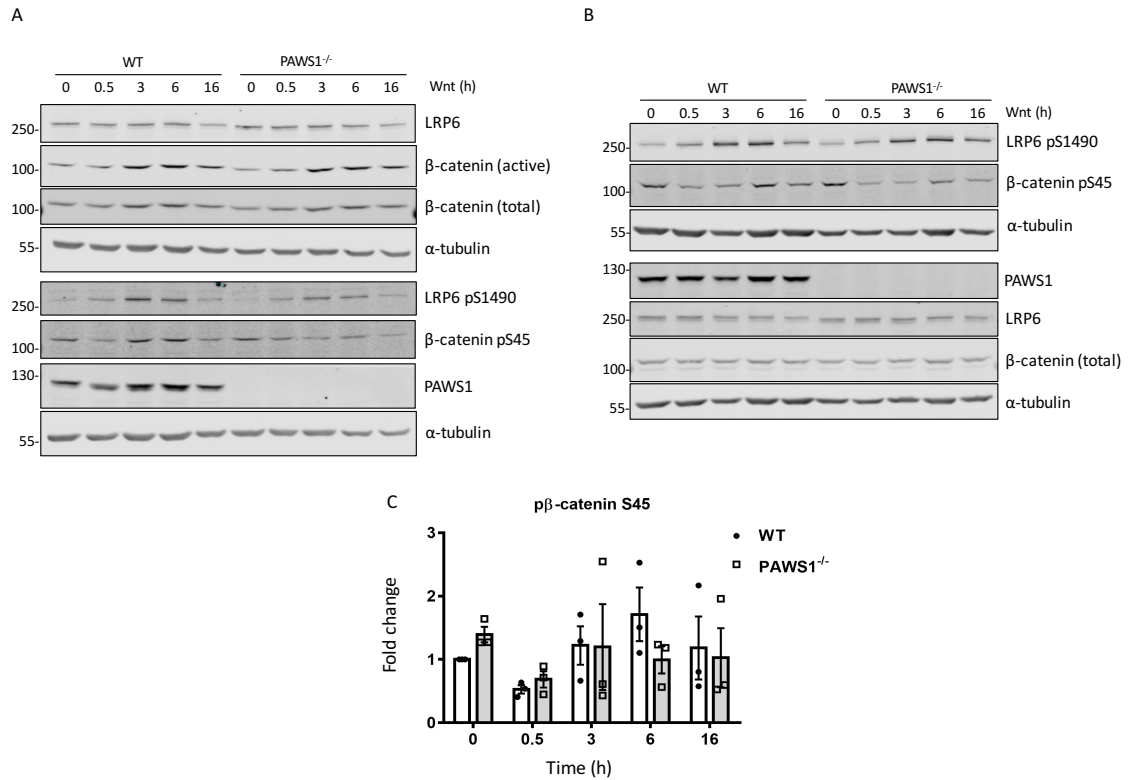 A
WT PAWS1-/-
0 0.5 3 6 16 0 0.5 3 6 16 Wnt (h)
250- LRP6
100- β-catenin (active)
100- β-catenin (total)
55- α-tubulin
250- LRP6 pS1490
100- β-catenin pS45
130- PAWS1
55- α-tubulin
B
WT PAWS1-/-
0 0.5 3 6 16 0 0.5 3 6 16 Wnt (h)
250- LRP6 pS1490
100- β-catenin pS45
55- α-tubulin
130- PAWS1
250- LRP6
100- β-catenin (total)
55- α-tubulin
C
pβ-catenin S45
WT
PAWS1-/-
Fold change
3
2
1
0
0 0.5 3 6 16
Time (h)